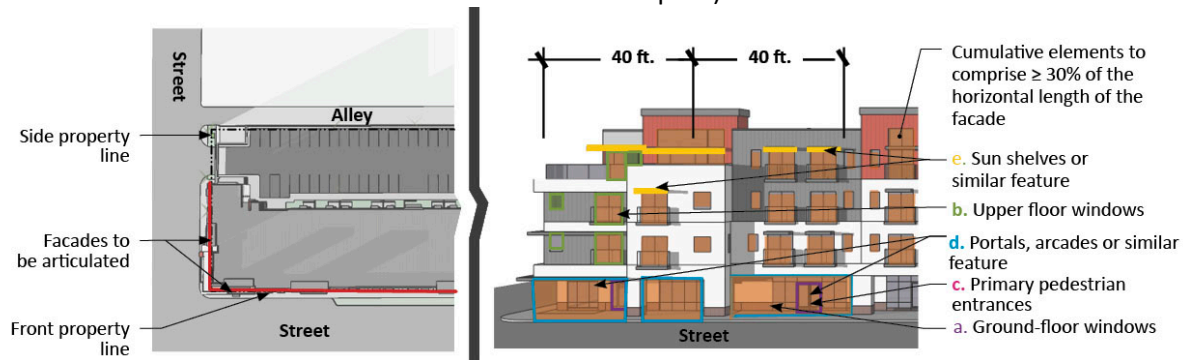 Street
Alley
Side property
line
Facades to
be articulated
Front property
line
Street
40 ft.
40 ft.
Street
Cumulative elements to
comprise ≥ 30% of the
horizontal length of the
facade
e. Sun shelves or
similar feature
b. Upper floor windows
d. Portals, arcades or similar
feature
c. Primary pedestrian
entrances
a. Ground-floor windows